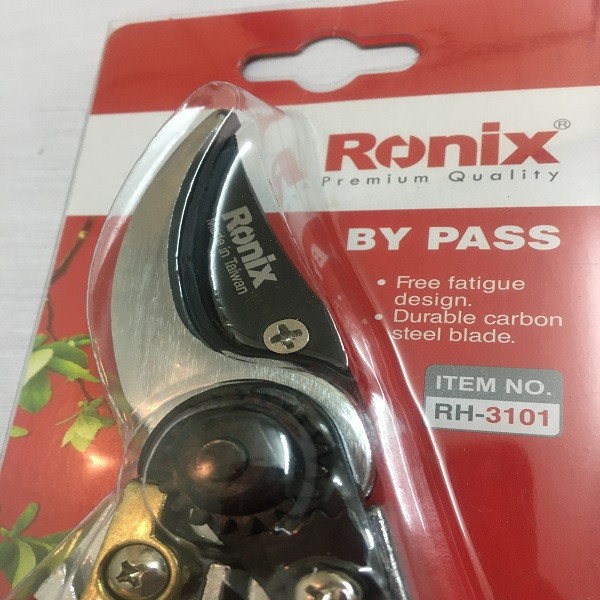 Ronix®
Premium Quality
BY PASS
• Free fatigue
design.
• Durable carbon
steel blade.
ITEM NO.
RH-3101
Ronix
Made in Taiwan